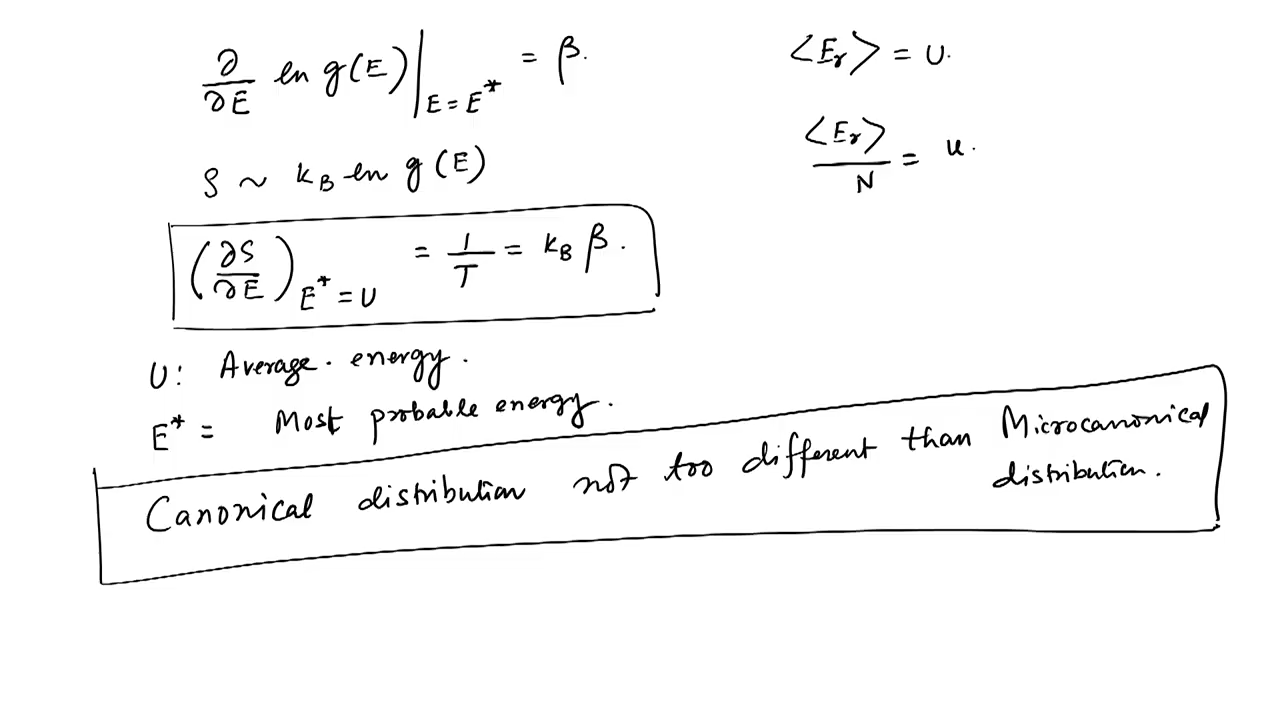 ∂/∂E ln g(E)|_{E=E*} = β.
S ~ k_B ln g(E)
(∂S/∂E)_{E*=U} = 1/T = k_B β.
U: Average. energy.
E* = Most probable energy.
⟨E_r⟩ = U.
⟨E_r⟩/N = u.
Canonical distribution not too different than Microcanonical
distribution.